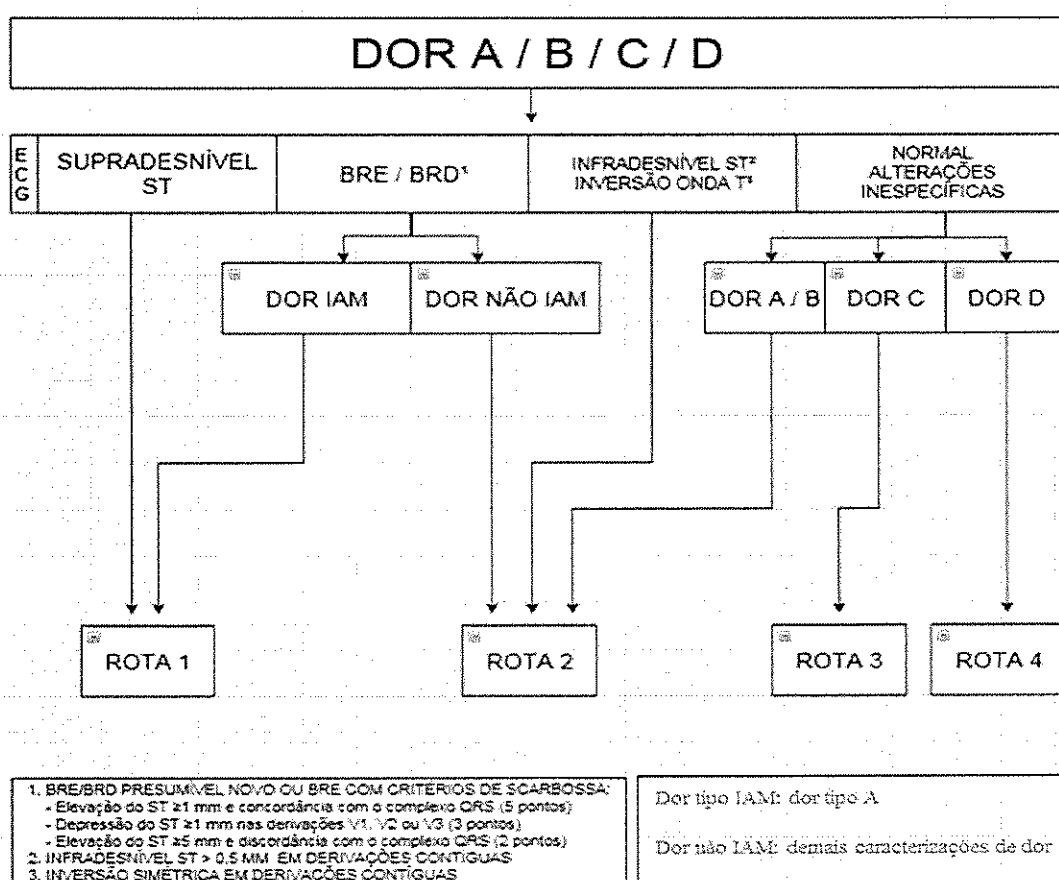 DOR A / B / C / D
ECG
SUPRADESNÍVEL
ST
BRE / BRD¹
INFRADESNÍVEL ST²
INVERSÃO ONDA T³
NORMAL
ALTERAÇÕES
INESPECÍFICAS
DOR IAM
DOR NÃO IAM
DOR A / B
DOR C
DOR D
ROTA 1
ROTA 2
ROTA 3
ROTA 4
1. BRE/BRD PRESUMÍVEL NOVO OU BRE COM CRITÉRIOS DE SCARBOSSA:
- Elevação do ST ≥1 mm e concordância com o complexo QRS (5 pontos)
- Depressão do ST ≥1 mm nas derivações V1, V2 ou V3 (3 pontos)
- Elevação do ST ≥5 mm e discordância com o complexo QRS (2 pontos)
2. INFRADESNÍVEL ST > 0,5 MM EM DERIVAÇÕES CONTÍGUAS
3. INVERSÃO SIMÉTRICA EM DERIVAÇÕES CONTÍGUAS
Dor tipo IAM: dor tipo A
Dor não IAM: demais caracterizações de dor